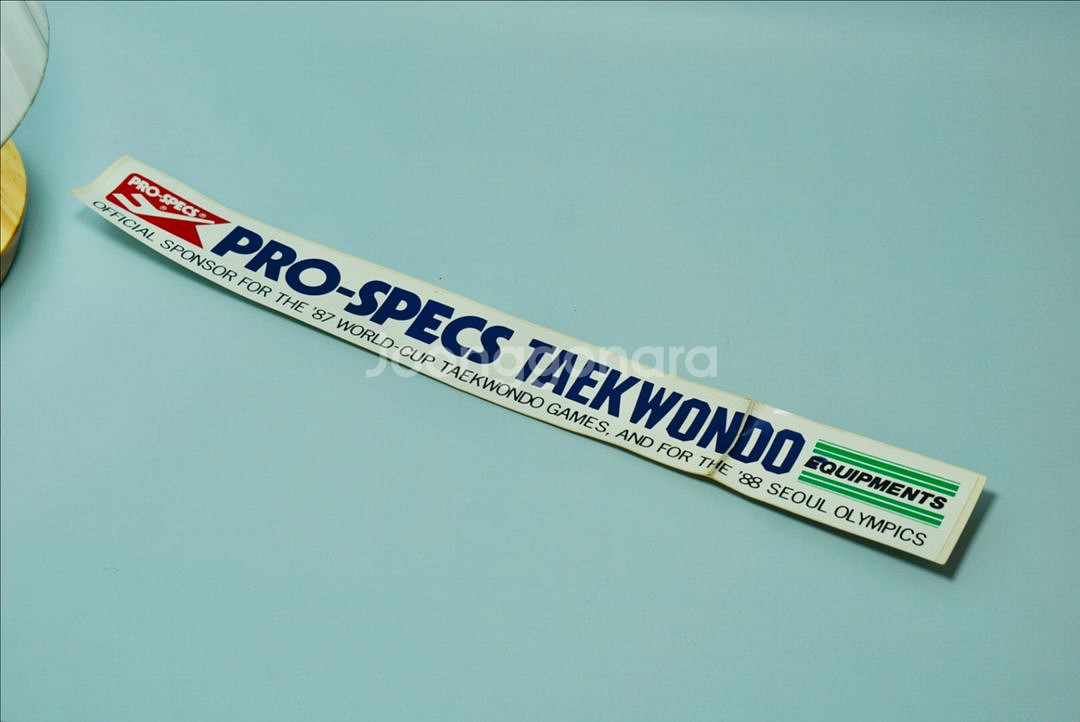 PRO-SPECS®
PRO-SPECS TAEKWONDO EQUIPMENTS
OFFICIAL SPONSOR FOR THE '87 WORLD-CUP TAEKWONDO GAMES, AND FOR THE '88 SEOUL OLYMPICS
Joonggonara